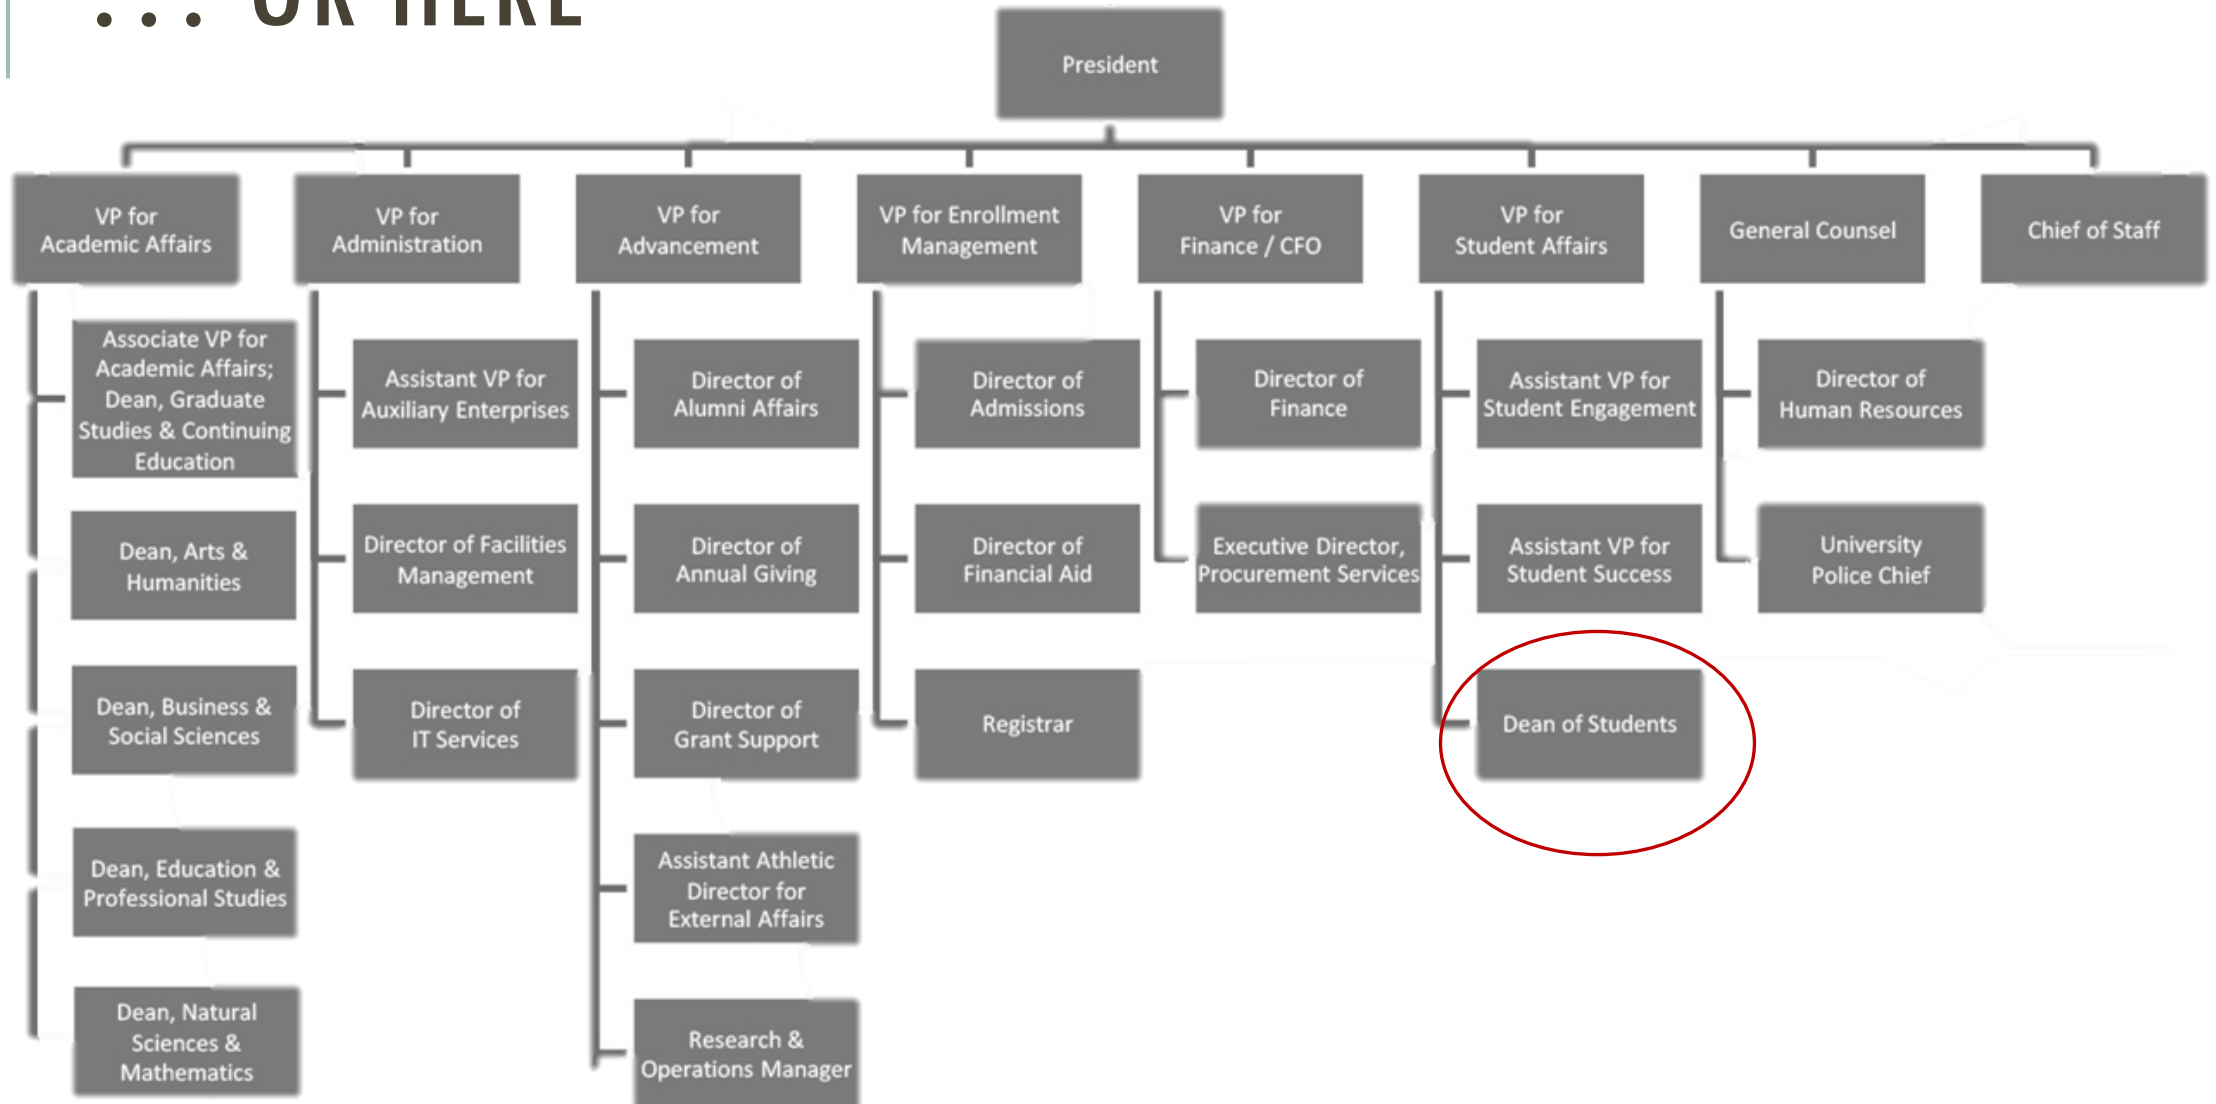 ... OR HERE
President
VP for
Academic Affairs
VP for
Administration
VP for
Advancement
VP for Enrollment
Management
VP for
Finance / CFO
VP for
Student Affairs
General Counsel
Chief of Staff
Associate VP for
Academic Affairs;
Dean, Graduate
Studies & Continuing
Education
Dean, Arts &
Humanities
Dean, Business &
Social Sciences
Dean, Education &
Professional Studies
Dean, Natural
Sciences &
Mathematics
Assistant VP for
Auxiliary Enterprises
Director of Facilities
Management
Director of
IT Services
Director of
Alumni Affairs
Director of
Annual Giving
Director of
Grant Support
Assistant Athletic
Director for
External Affairs
Research &
Operations Manager
Director of
Admissions
Director of
Financial Aid
Registrar
Director of
Finance
Executive Director,
Procurement Services
Assistant VP for
Student Engagement
Assistant VP for
Student Success
Dean of Students
Director of
Human Resources
University
Police Chief